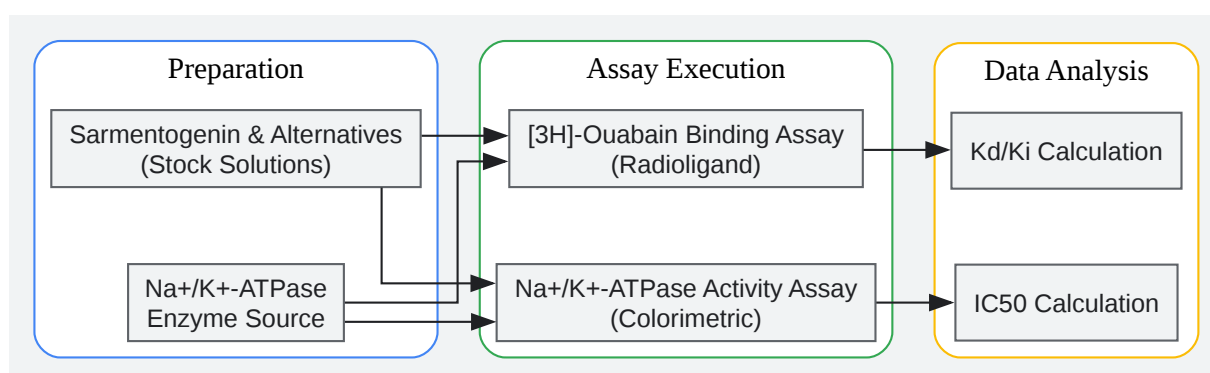 Preparation
Sarmentogenin & Alternatives
(Stock Solutions)
Na+/K+-ATPase
Enzyme Source
Assay Execution
[3H]-Ouabain Binding Assay
(Radioligand)
Na+/K+-ATPase Activity Assay
(Colorimetric)
Data Analysis
Kd/Ki Calculation
IC50 Calculation